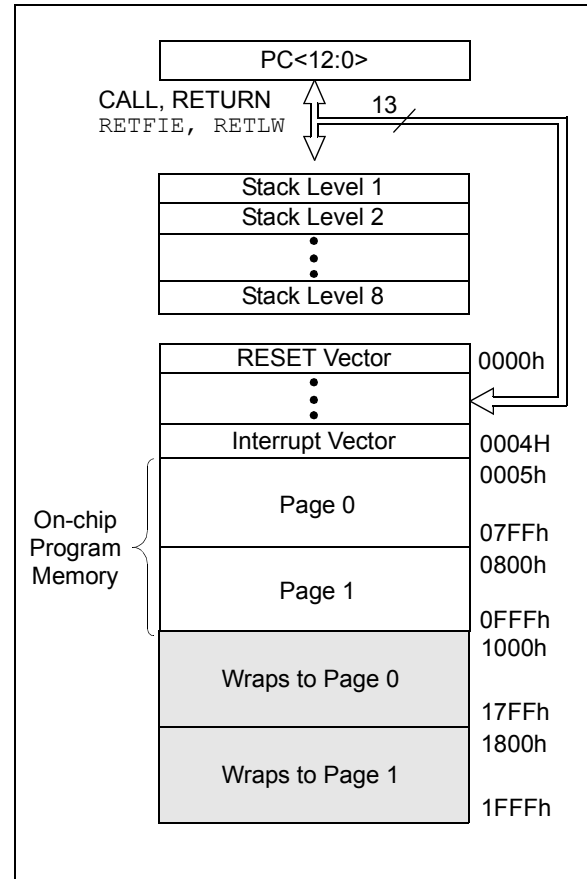 PC<12:0>
CALL, RETURN
RETFIE, RETLW
13
Stack Level 1
Stack Level 2
Stack Level 8
RESET Vector
0000h
Interrupt Vector
0004H
0005h
On-chip
Program
Memory
Page 0
07FFh
0800h
Page 1
0FFFh
1000h
Wraps to Page 0
17FFh
1800h
Wraps to Page 1
1FFFh